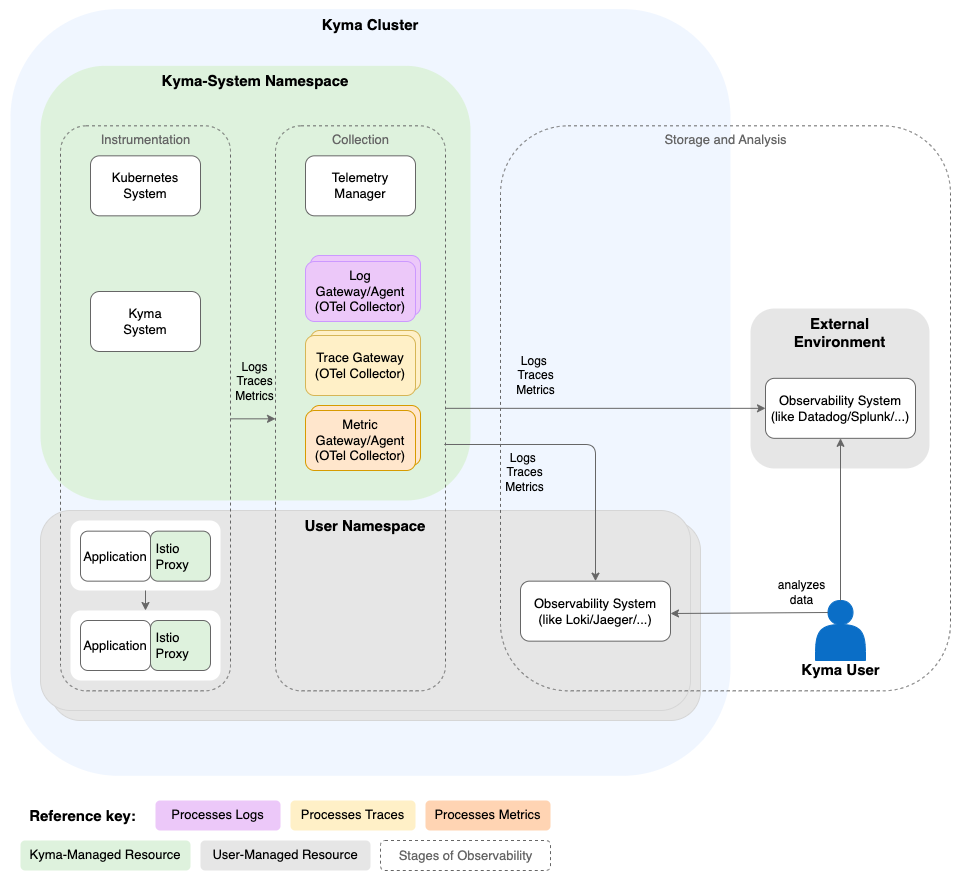 Kyma Cluster
Kyma-System Namespace
Instrumentation
Collection
Storage and Analysis
Kubernetes
System
Telemetry
Manager
Log
Gateway/Agent
(OTel Collector)
Kyma
System
Trace Gateway
(OTel Collector)
Logs
Traces
Metrics
Metric
Gateway/Agent
(OTel Collector)
Logs
Traces
Metrics
Logs
Traces
Metrics
External
Environment
Observability System
(like Datadog/Splunk/...)
User Namespace
Application
Istio
Proxy
Application
Istio
Proxy
Observability System
(like Loki/Jaeger/...)
analyzes
data
Kyma User
Reference key:
Processes Logs
Processes Traces
Processes Metrics
Kyma-Managed Resource
User-Managed Resource
Stages of Observability